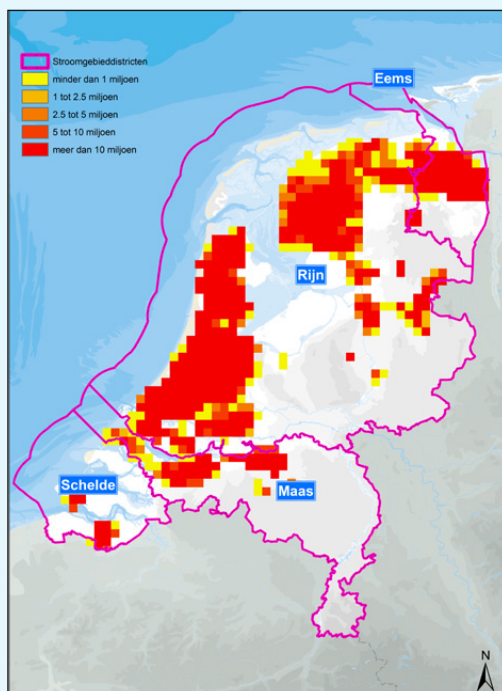 Stroomgebieddistricten
minder dan 1 miljoen
1 tot 2.5 miljoen
2.5 tot 5 miljoen
5 tot 10 miljoen
meer dan 10 miljoen
Eems
Rijn
Schelde
Maas
N